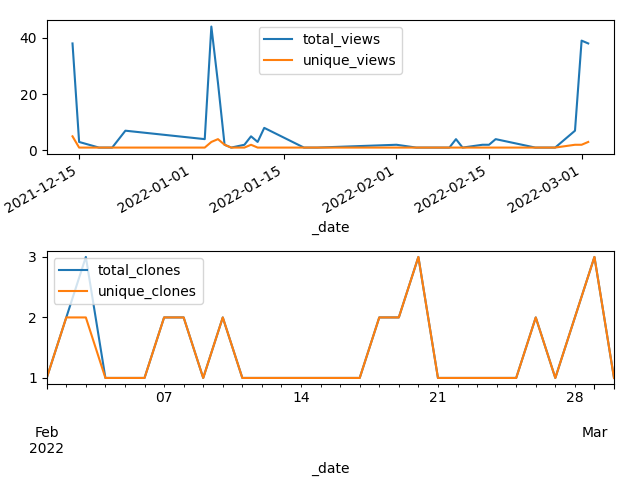 40
20
0
total_views
unique_views
2021-12-15
2022-01-01
2022-01-15
2022-02-01
2022-02-15
2022-03-01
_date
3
2
1
total_clones
unique_clones
07
14
21
28
Feb
2022
Mar
_date